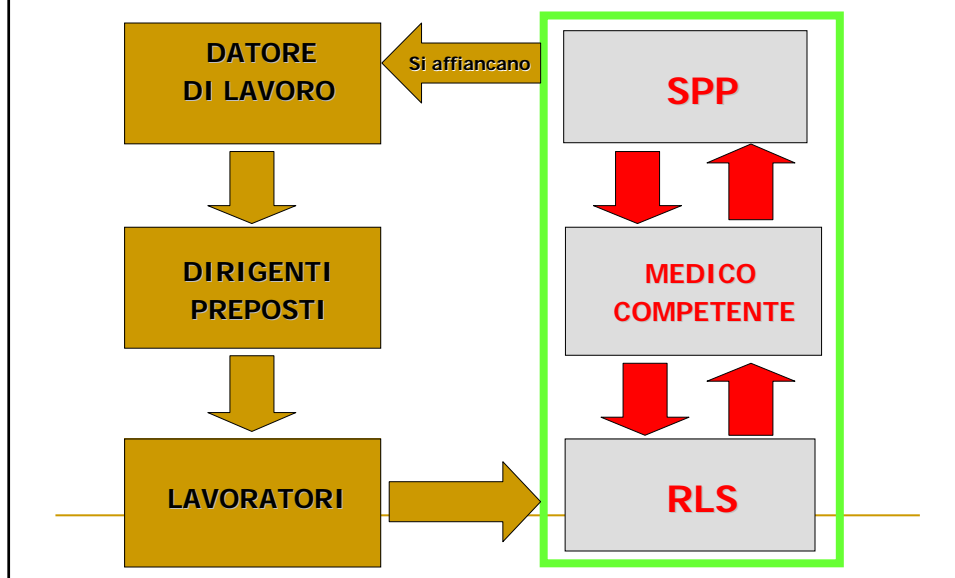 DATORE
DI LAVORO
Si affiancano
SPP
DIRIGENTI
PREPOSTI
MEDICO
COMPETENTE
LAVORATORI
RLS